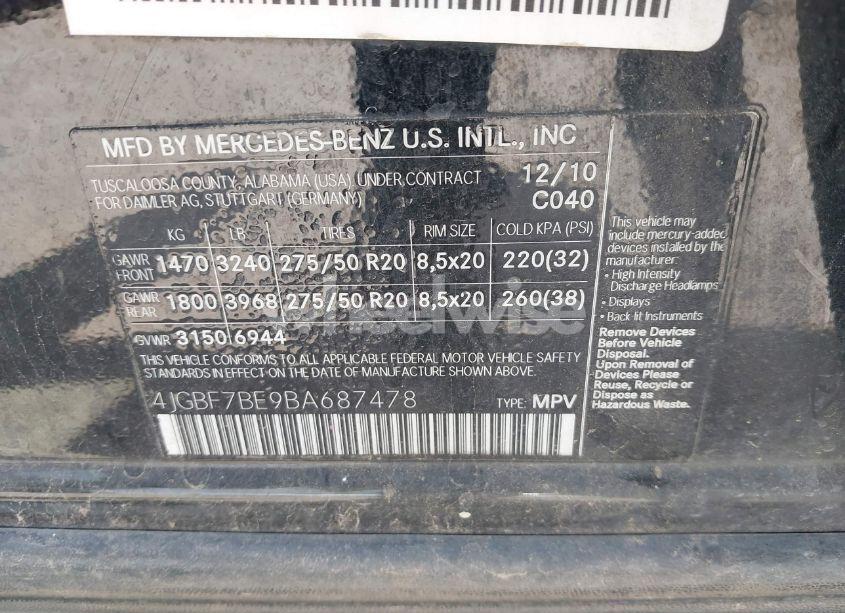 MFD BY MERCEDES-BENZ U.S. INTL., INC
TUSCALOOSA COUNTY, ALABAMA (USA), UNDER CONTRACT 12/10
FOR DAIMLER AG, STUTTGART (GERMANY) C040
KG LB TIRES RIM SIZE COLD KPA (PSI)
GAWR FRONT 1470 3240 275/50 R20 8,5x20 220(32)
GAWR REAR 1800 3968 275/50 R20 8,5x20 260(38)
GVWR 3150 6944
THIS VEHICLE CONFORMS TO ALL APPLICABLE FEDERAL MOTOR VEHICLE SAFETY
STANDARDS IN EFFECT ON THE DATE OF MANUFACTURE SHOWN ABOVE.
4JGBF7BE9BA687478 TYPE: MPV
This vehicle may
include mercury-added
devices installed by the
manufacturer:
• High Intensity
Discharge Headlamps
• Displays
• Back lit Instruments
Remove Devices
Before Vehicle
Disposal.
Upon Removal of
Devices Please
Reuse, Recycle or
Dispose as
Hazardous Waste.
wheelwise